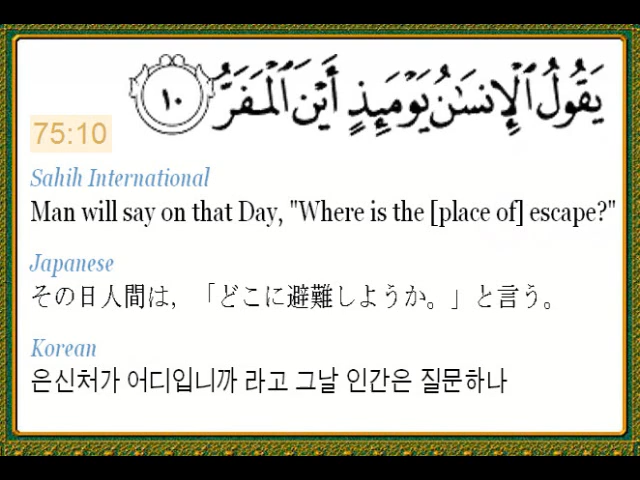 يَقُولُ ٱلْإِنسَـٰنُ يَوْمَئِذٍ أَيْنَ ٱلْمَفَرُّ ١٠
75:10
Sahih International
Man will say on that Day, "Where is the [place of] escape?"
Japanese
その日人間は，「どこに避難しようか。」と言う。
Korean
은신처가 어디입니까 라고 그날 인간은 질문하나